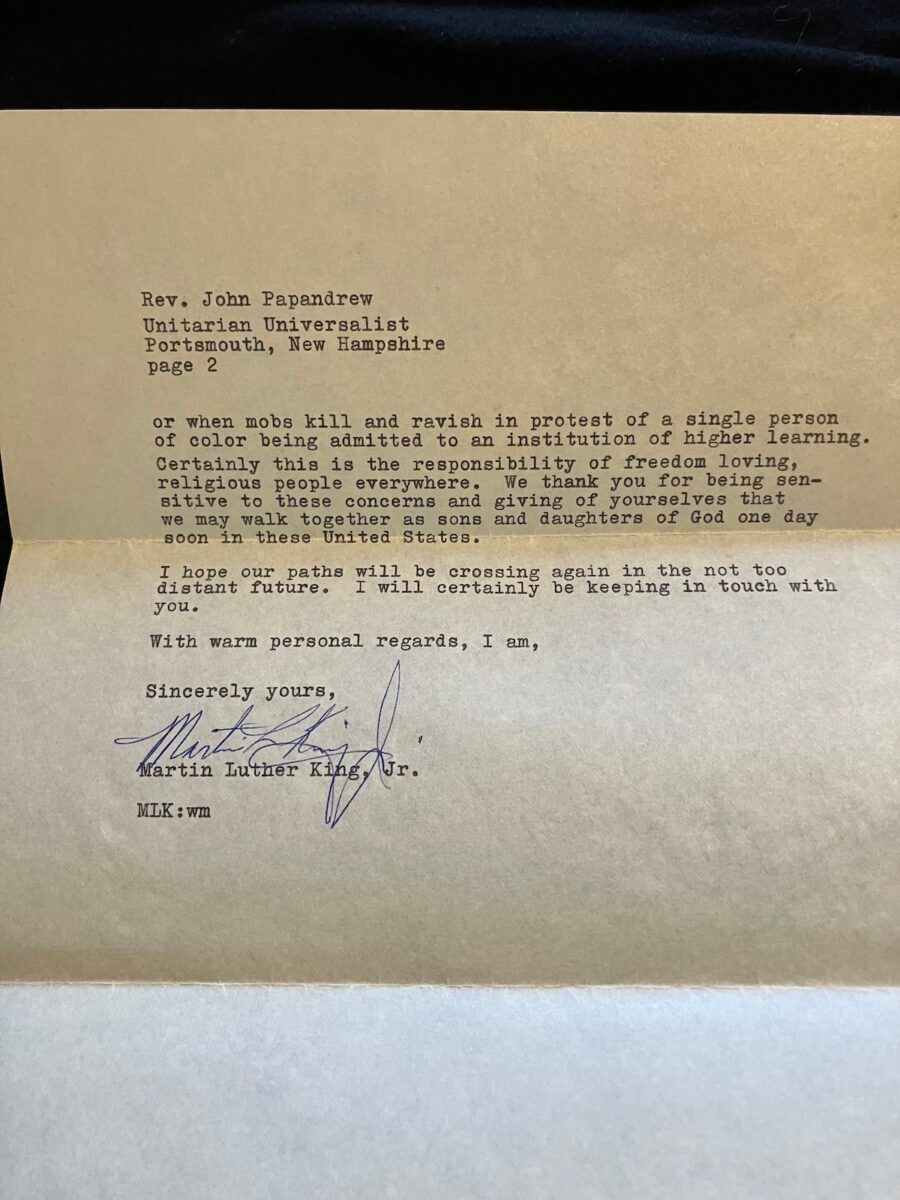 Rev. John Papandrew
Unitarian Universalist
Portsmouth, New Hampshire
page 2
or when mobs kill and ravish in protest of a single person
of color being admitted to an institution of higher learning.
Certainly this is the responsibility of freedom loving,
religious people everywhere. We thank you for being sen-
sitive to these concerns and giving of yourselves that
we may walk together as sons and daughters of God one day
soon in these United States.
I hope our paths will be crossing again in the not too
distant future. I will certainly be keeping in touch with
you.
With warm personal regards, I am,
Sincerely yours,
Martin L King Jr.
Martin Luther King, Jr.
MLK:wm